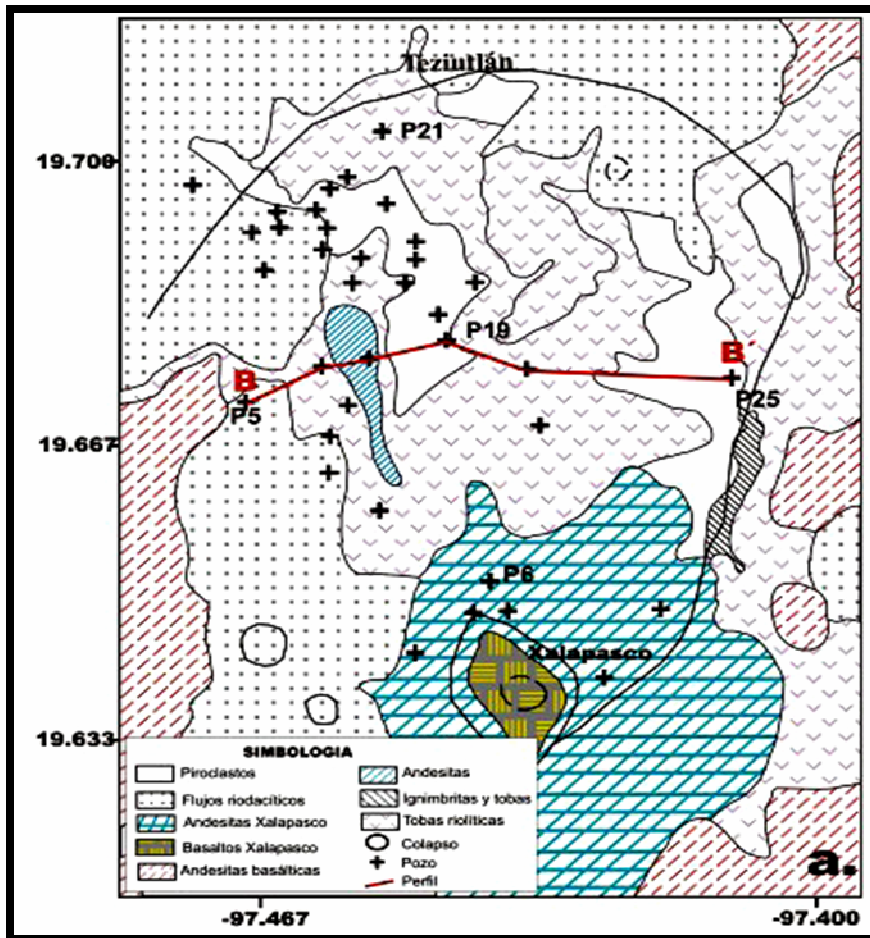 Teziutlán
P21
19.700
P19
B
B´
P5
P25
19.667
P6
Xalapasco
19.633
SIMBOLOGIA
Piroclastos
Andesitas
Flujos riodacíticos
Ignimbritas y tobas
Andesitas Xalapasco
Tobas riolíticas
Basaltos Xalapasco
Colapso
Andesitas basálticas
Pozo
Perfil
a.
-97.467
-97.400